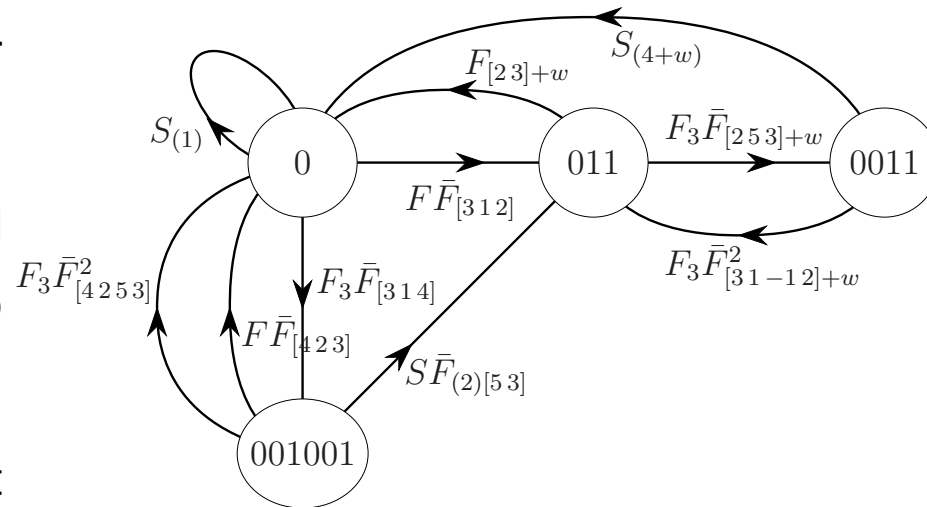 S_{(4+w)}
F_{[2 3]+w}
S_{(1)}
F_3\bar{F}_{[2 5 3]+w}
0
011
0011
F\bar{F}_{[3 1 2]}
F_3\bar{F}^2_{[4 2 5 3]}
F_3\bar{F}_{[3 1 4]}
F_3\bar{F}^2_{[3 1 −1 2]+w}
F\bar{F}_{[4 2 3]}
S\bar{F}_{(2)[5 3]}
001001